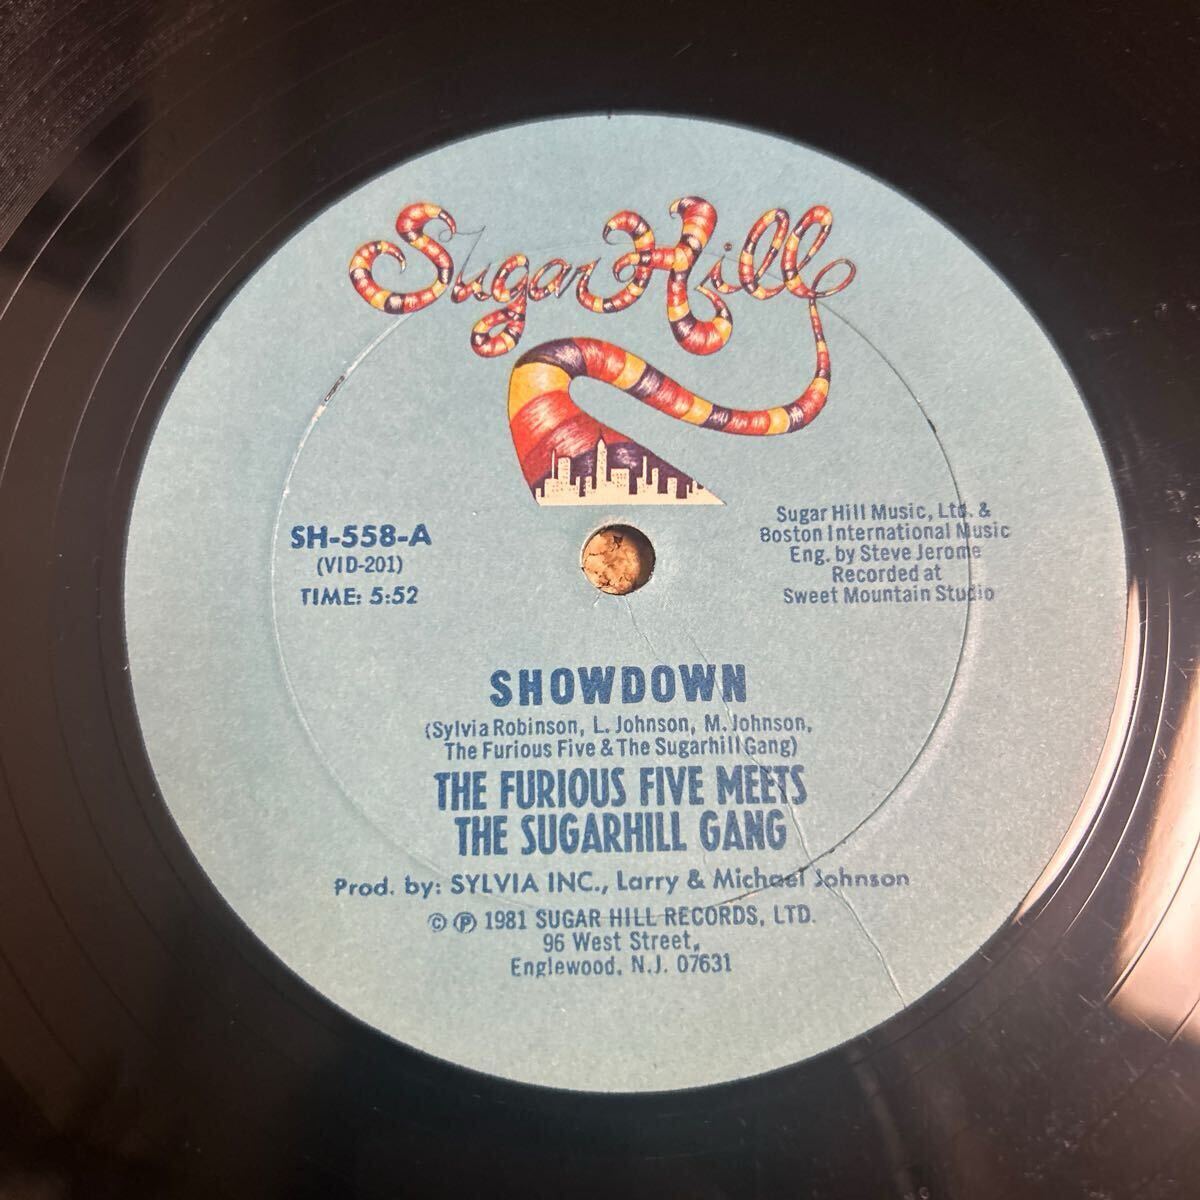 Sugar Hill
SH-558-A
(VID-201)
TIME: 5:52
Sugar Hill Music, Ltd. &
Boston International Music
Eng. by Steve Jerome
Recorded at
Sweet Mountain Studio
SHOWDOWN
(Sylvia Robinson, L. Johnson, M. Johnson,
The Furious Five & The Sugarhill Gang)
THE FURIOUS FIVE MEETS
THE SUGARHILL GANG
Prod. by: SYLVIA INC., Larry & Michael Johnson
© ℗ 1981 SUGAR HILL RECORDS, LTD.
96 West Street,
Englewood, N.J. 07631